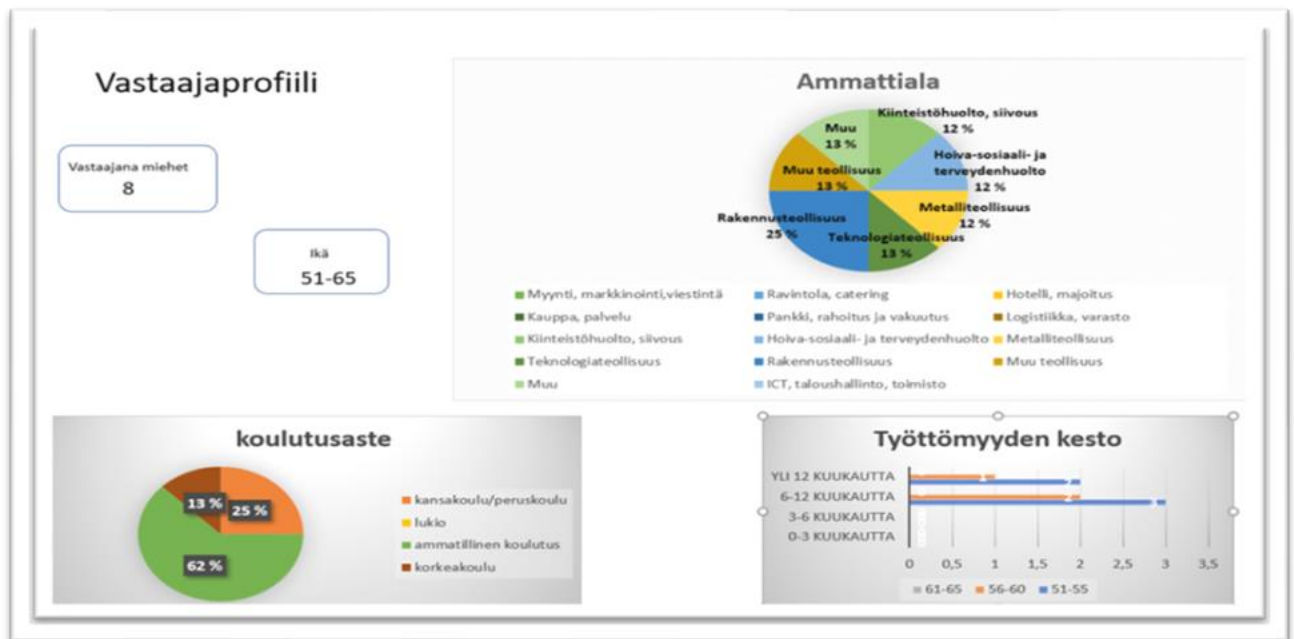 Vastaajaprofiili
Vastaajana miehet
8
Ikä
51-65
Ammattiala
Kiinteistöhuolto, siivous
12 %
Hoiva-sosiaali- ja
terveydenhuolto
12 %
Metalliteollisuus
12 %
Teknologiateollisuus
13 %
Rakennusteollisuus
25 %
Muu teollisuus
13 %
Muu
13 %
Myynti, markkinointi,viestintä
Ravintola, catering
Hotelli, majoitus
Kauppa, palvelu
Pankki, rahoitus ja vakuutus
Logistiikka, varasto
Kiinteistöhuolto, siivous
Hoiva-sosiaali- ja terveydenhuolto
Metalliteollisuus
Teknologiateollisuus
Rakennusteollisuus
Muu teollisuus
Muu
ICT, taloushallinto, toimisto
koulutusaste
13 %
25 %
62 %
kansakoulu/peruskoulu
lukio
ammatillinen koulutus
korkeakoulu
Työttömyyden kesto
YLI 12 KUUKAUTTA
1
2
6-12 KUUKAUTTA
2
3
3-6 KUUKAUTTA
0-3 KUUKAUTTA
0 0,5 1 1,5 2 2,5 3 3,5
61-65 56-60 51-55